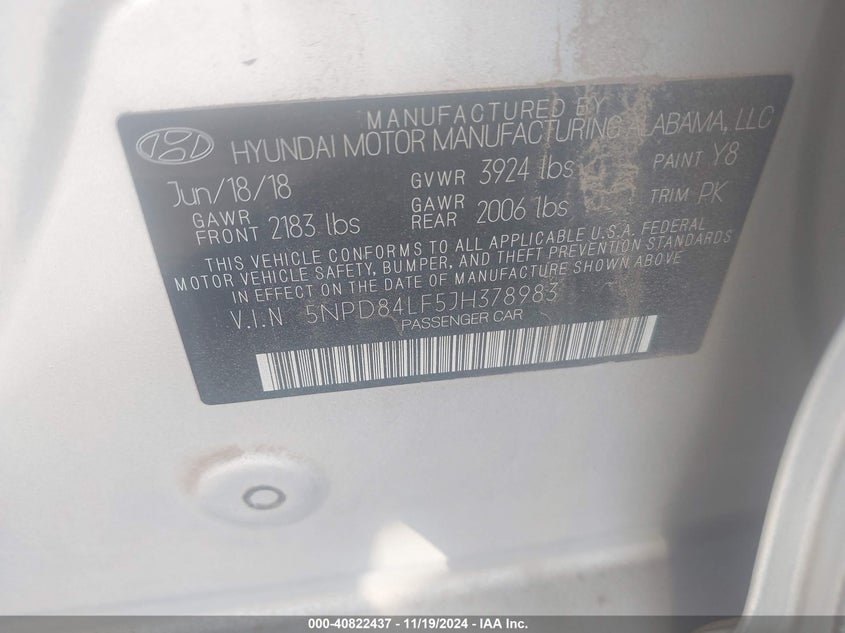 MANUFACTURED BY
HYUNDAI MOTOR MANUFACTURING ALABAMA, LLC
Jun/18/18 GVWR 3924 lbs PAINT Y8
GAWR FRONT 2183 lbs GAWR REAR 2006 lbs TRIM PK
THIS VEHICLE CONFORMS TO ALL APPLICABLE U.S.A. FEDERAL
MOTOR VEHICLE SAFETY, BUMPER, AND THEFT PREVENTION STANDARDS
IN EFFECT ON THE DATE OF MANUFACTURE SHOWN ABOVE
V.I.N 5NPD84LF5JH378983
PASSENGER CAR
000-40822437 - 11/19/2024 - IAA Inc.